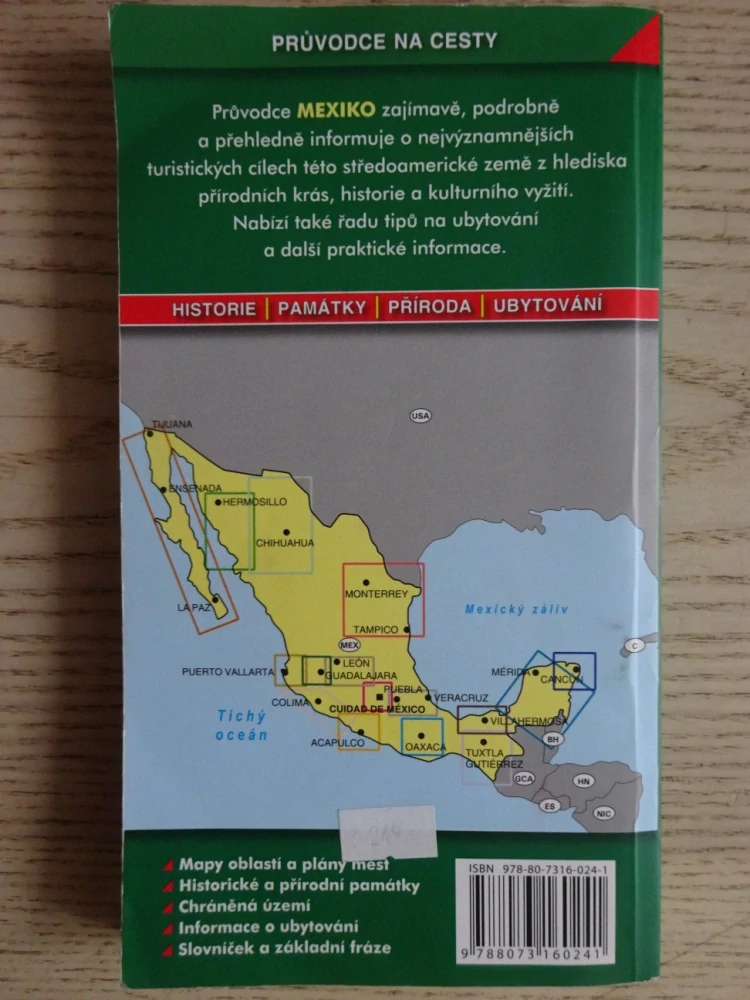 PRŮVODCE NA CESTY
Průvodce MEXIKO zajímavě, podrobně
a přehledně informuje o nejvýznamnějších
turistických cílech této středoamerické země z hlediska
přírodních krás, historie a kulturního vyžití.
Nabízí také řadu tipů na ubytování
a další praktické informace.
HISTORIE | PAMÁTKY | PŘÍRODA | UBYTOVÁNÍ
USA
TIJUANA
ENSENADA
HERMOSILLO
CHIHUAHUA
MONTERREY
LA PAZ
Mexický záliv
TAMPICO
MEX
C
LEÓN
PUERTO VALLARTA
GUADALAJARA
MÉRIDA
CANCÚN
PUEBLA
VERACRUZ
COLIMA
CUIDAD DE MÉXICO
Tichý
oceán
VILLAHERMOSA
ACAPULCO
OAXACA
BH
TUXTLA
GUTIÉRREZ
GCA
HN
ES
NIC
Mapy oblastí a plány měst
Historické a přírodní památky
Chráněná území
Informace o ubytování
Slovníček a základní fráze
ISBN 978-80-7316-024-1
9 788073 160241